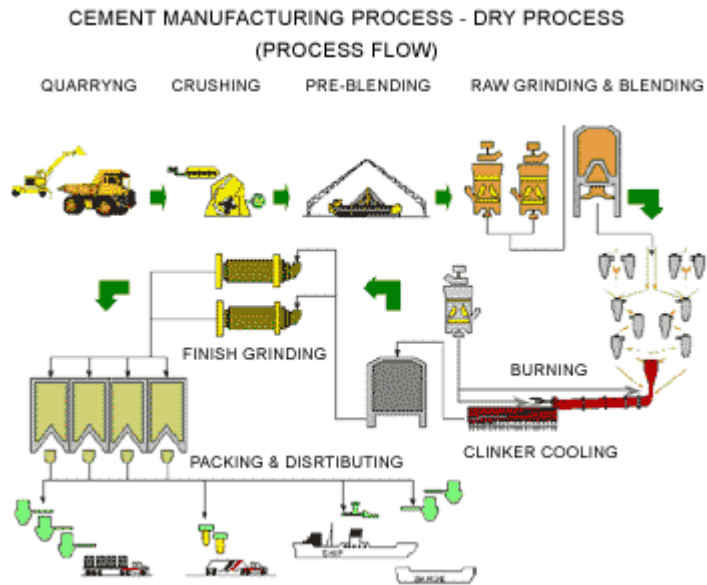 CEMENT MANUFACTURING PROCESS - DRY PROCESS
(PROCESS FLOW)
QUARRYNG CRUSHING PRE-BLENDING RAW GRINDING & BLENDING
FINISH GRINDING
BURNING
CLINKER COOLING
PACKING & DISRTIBUTING
SHIP
BARGE